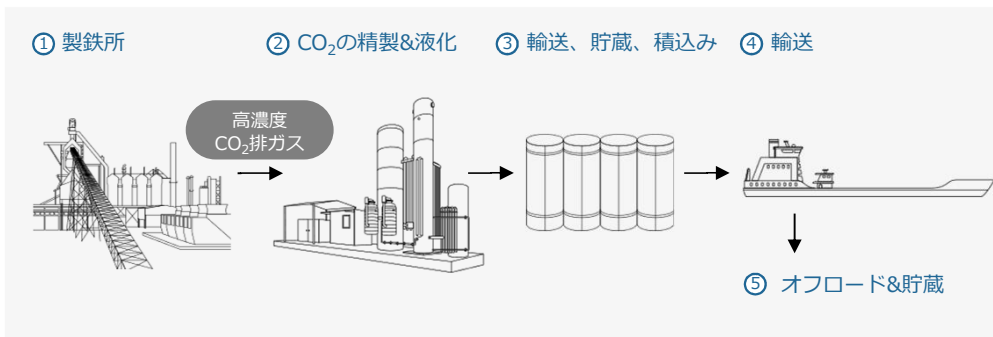 ① 製鉄所
② CO₂の精製&液化
③ 輸送、貯蔵、積込み
④ 輸送
高濃度
CO₂排ガス
⑤ オフロード&貯蔵